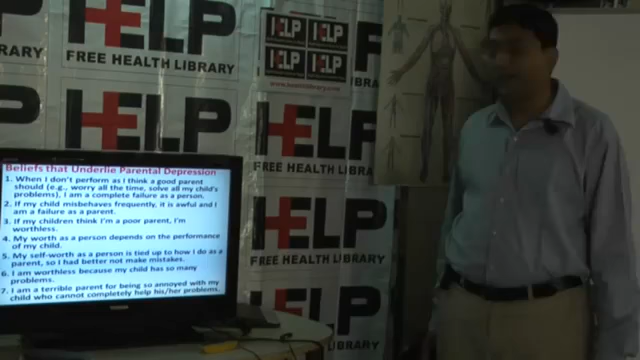 HELP
FREE HEALTH LIBRARY
HELP HELP
HELP HELP
HELP
HELP
FREE HEALTH LIBRARY
HELP
FREE HEALTH LIBRARY
HELP
Beliefs that Underlie Parental Depression
1. When I don't perform as I think a good parent
should (e.g., worry all the time, solve all my child's
problems), I am a complete failure as a person.
2. If my child misbehaves frequently, it is awful and I
am a failure as a parent.
3. If my children think I'm a poor parent, I'm
worthless.
4. My worth as a person depends on the performance
of my child.
5. My self-worth as a person is tied up to how I do as a
parent, so I had better not make mistakes.
6. I am worthless because my child has so many
problems.
7. I am a terrible parent for being so annoyed with my
child who cannot completely help his/her problems.